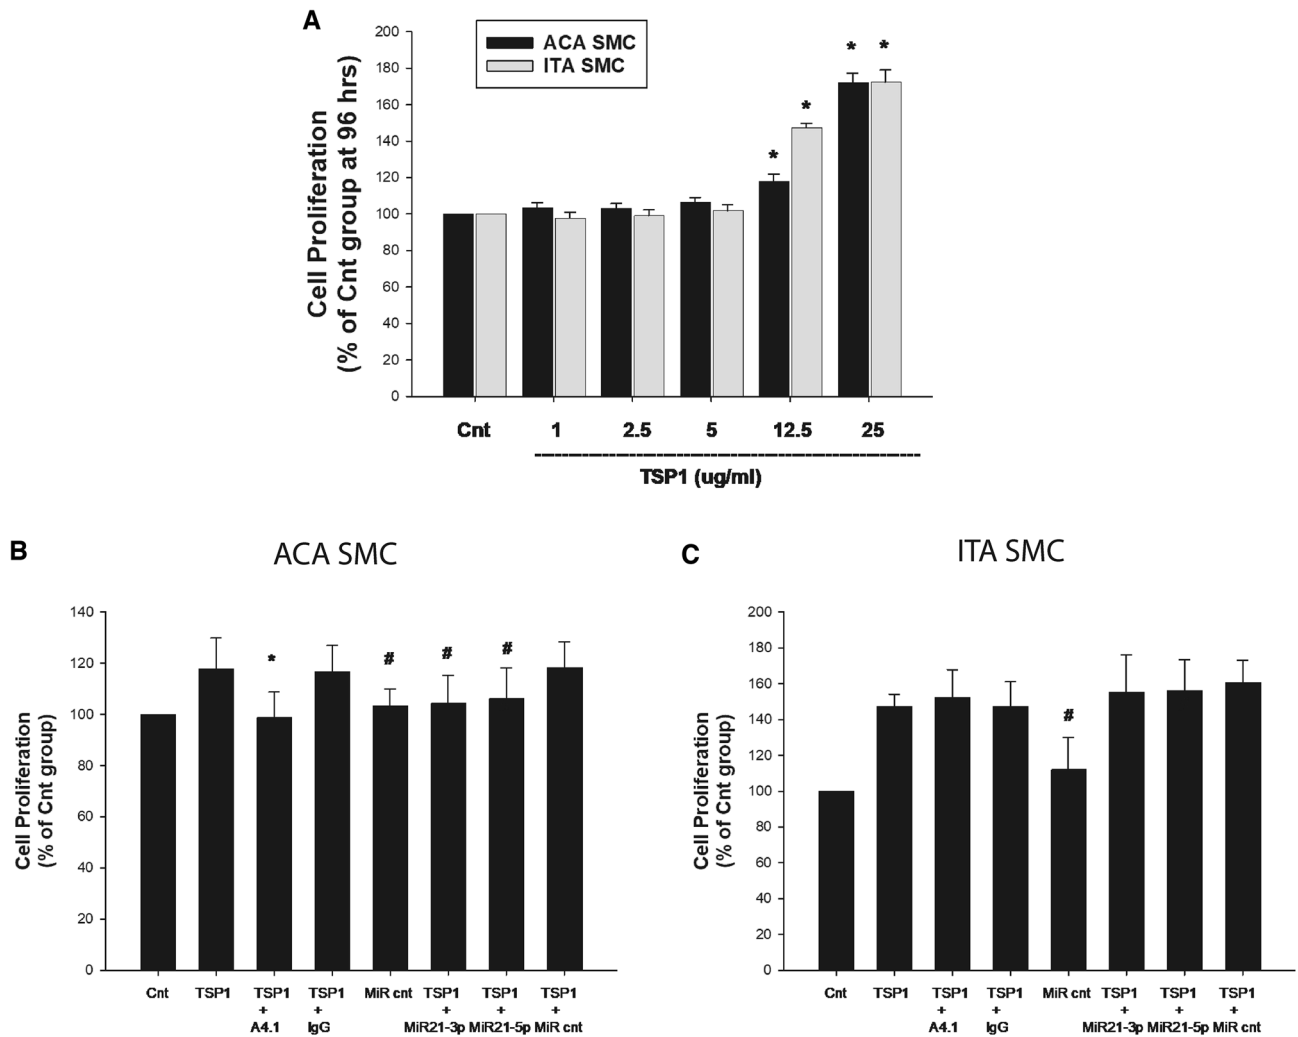 A
Cell Proliferation
(% of Cnt group at 96 hrs)
200
180
160
140
120
100
80
60
40
20
0
ACA SMC
ITA SMC
*
*
*
*
Cnt 1 2.5 5 12.5 25
TSP1 (ug/ml)
B
ACA SMC
Cell Proliferation
(% of Cnt group)
140
120
100
80
60
40
20
0
* # # #
Cnt TSP1 TSP1 TSP1 MiR cnt TSP1 TSP1 TSP1
+ + + + +
A4.1 IgG MiR21-3p MiR21-5p MiR cnt
C
ITA SMC
Cell Proliferation
(% of Cnt group)
200
180
160
140
120
100
80
60
40
20
0
#
Cnt TSP1 TSP1 TSP1 MiR cnt TSP1 TSP1 TSP1
+ + + + +
A4.1 IgG MiR21-3p MiR21-5p MiR cnt